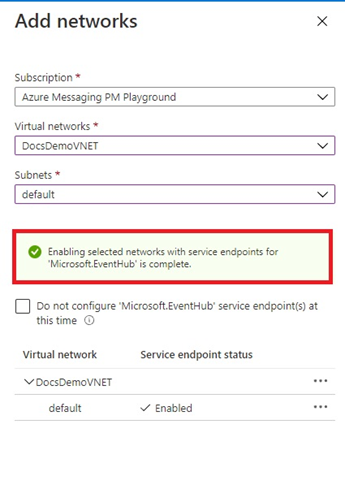 Add networks
Subscription *
Azure Messaging PM Playground
Virtual networks *
DocsDemoVNET
Subnets *
default
Enabling selected networks with service endpoints for
'Microsoft.EventHub' is complete.
Do not configure 'Microsoft.EventHub' service endpoint(s) at
this time
Virtual network Service endpoint status
DocsDemoVNET
default Enabled